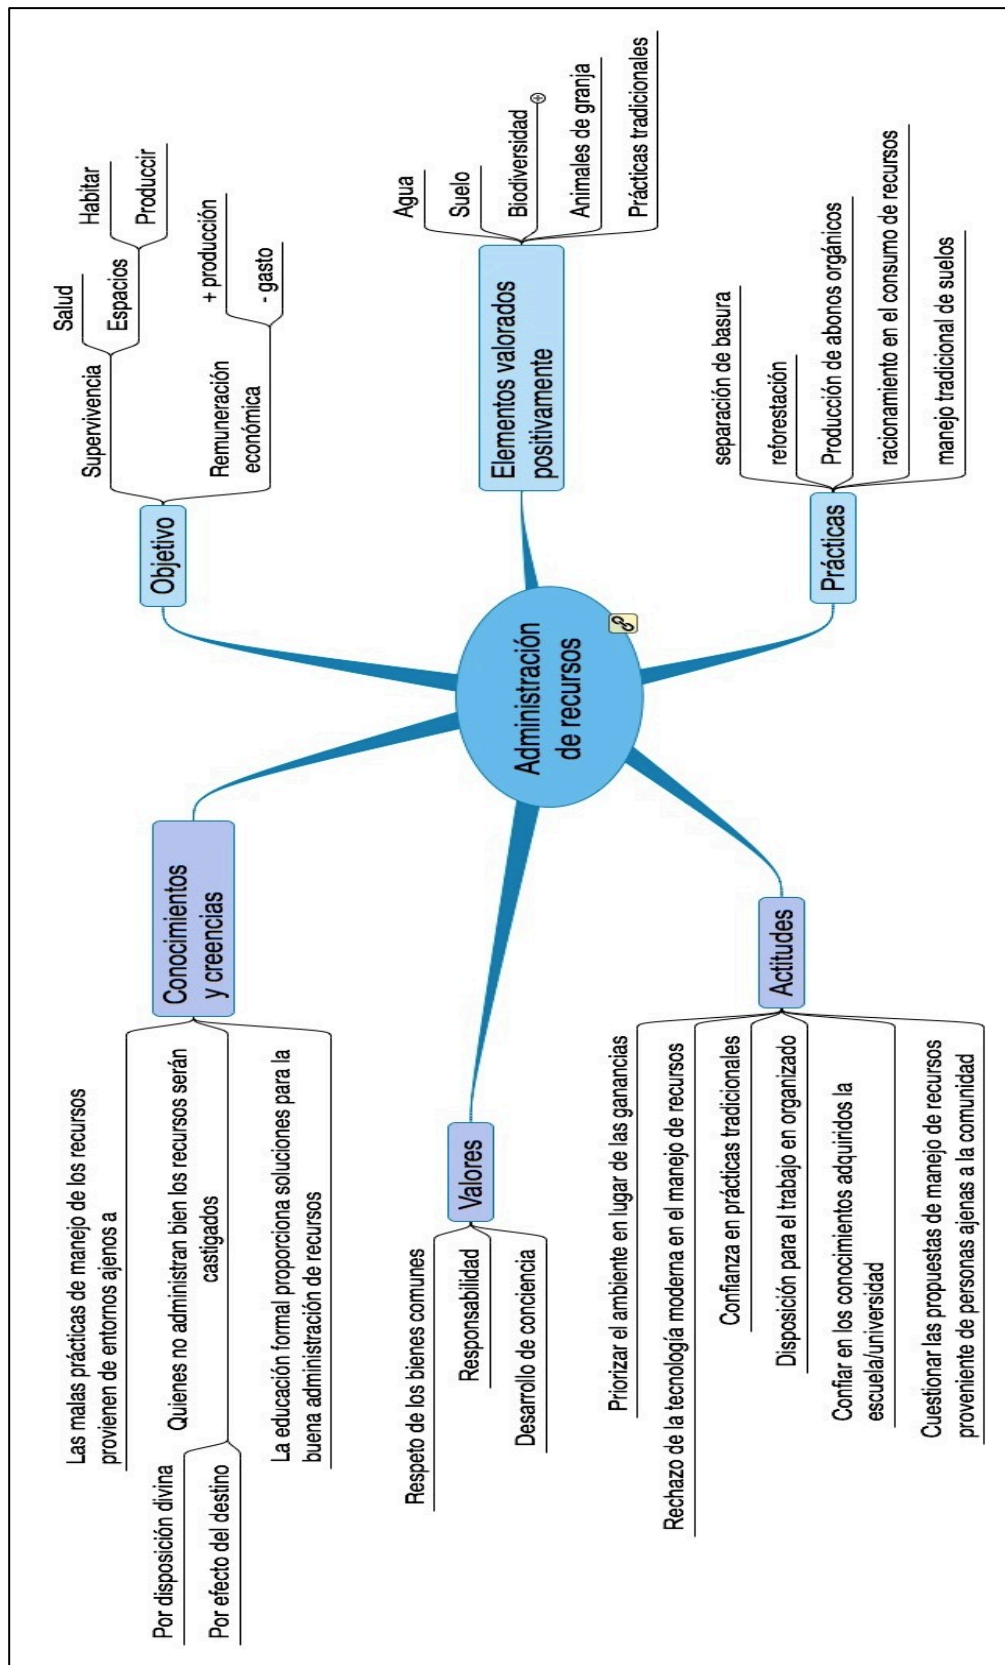 Administración
de recursos
Objetivo
Supervivencia
Salud
Espacios
Habitar
Produccir
Remuneración
económica
+ producción
- gasto
Elementos valorados
positivamente
Agua
Suelo
Biodiversidad
Animales de granja
Prácticas tradicionales
Prácticas
separación de basura
reforestación
Producción de abonos orgónicos
racionamiento en el consumo de recursos
manejo tradicional de suelos
Conocimientos
y creencias
Las malas prácticas de manejo de los recursos
provienen de entornos ajenos a
Quienes no administran bien los recursos serán
castigados
Por disposición divina
Por efecto del destino
La educación formal proporciona soluciones para la
buena administración de recursos
Valores
Respeto de los bienes comunes
Responsabilidad
Desarrollo de conciencia
Actitudes
Priorizar el ambiente en lugar de las ganancias
Rechazo de la tecnología moderna en el manejo de recursos
Confianza en prácticas tradicionales
Disposición para el trabajo en organizado
Confiar en los conocimientos adquiridos la
escuela/universidad
Cuestionar las propuestas de manejo de recursos
proveniente de personas ajenas a la comunidad